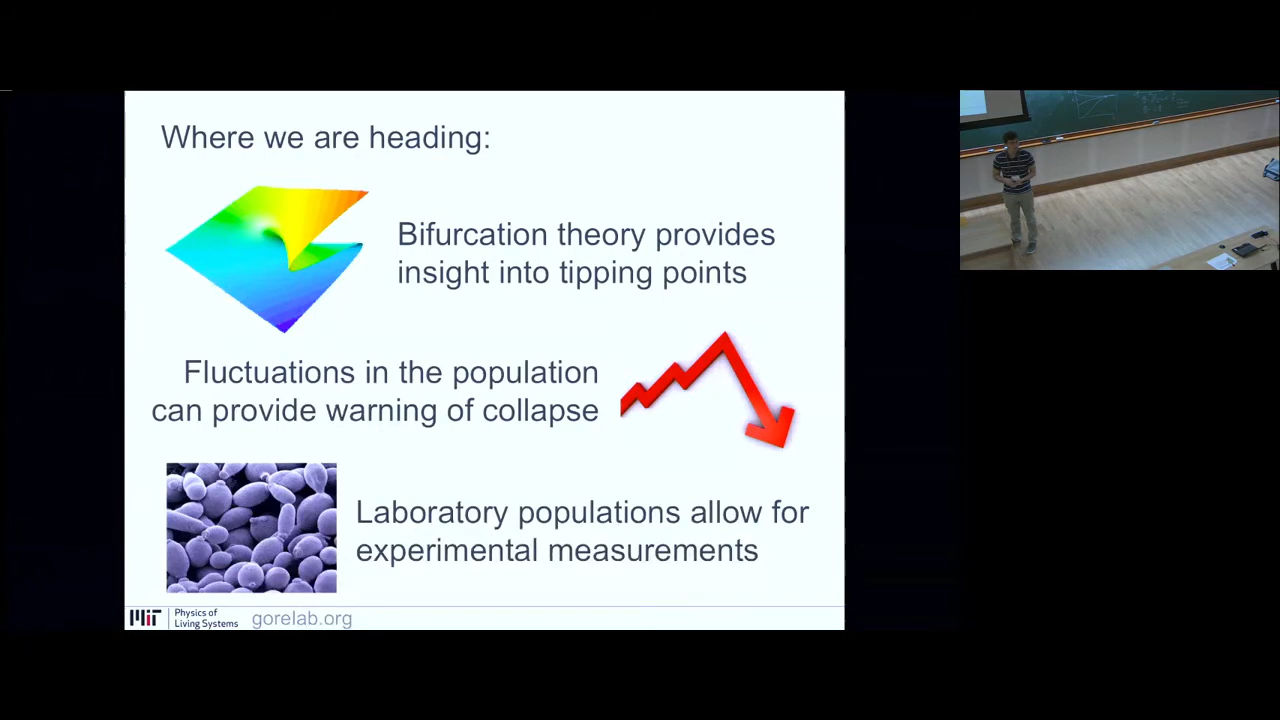 Where we are heading:
Bifurcation theory provides
insight into tipping points
Fluctuations in the population
can provide warning of collapse
Laboratory populations allow for
experimental measurements
MIT
Physics of
Living Systems
gorelab.org